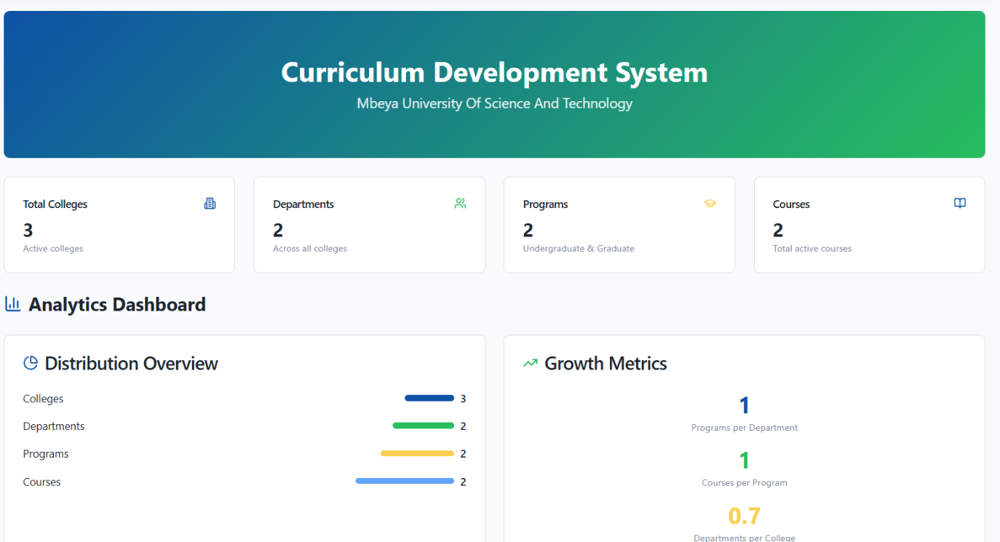 Curriculum Development System
Mbeya University Of Science And Technology
Total Colleges
3
Active colleges
Departments
2
Across all colleges
Programs
2
Undergraduate & Graduate
Courses
2
Total active courses
Analytics Dashboard
Distribution Overview
Colleges 3
Departments 2
Programs 2
Courses 2
Growth Metrics
1
Programs per Department
1
Courses per Program
0.7
Departments per College